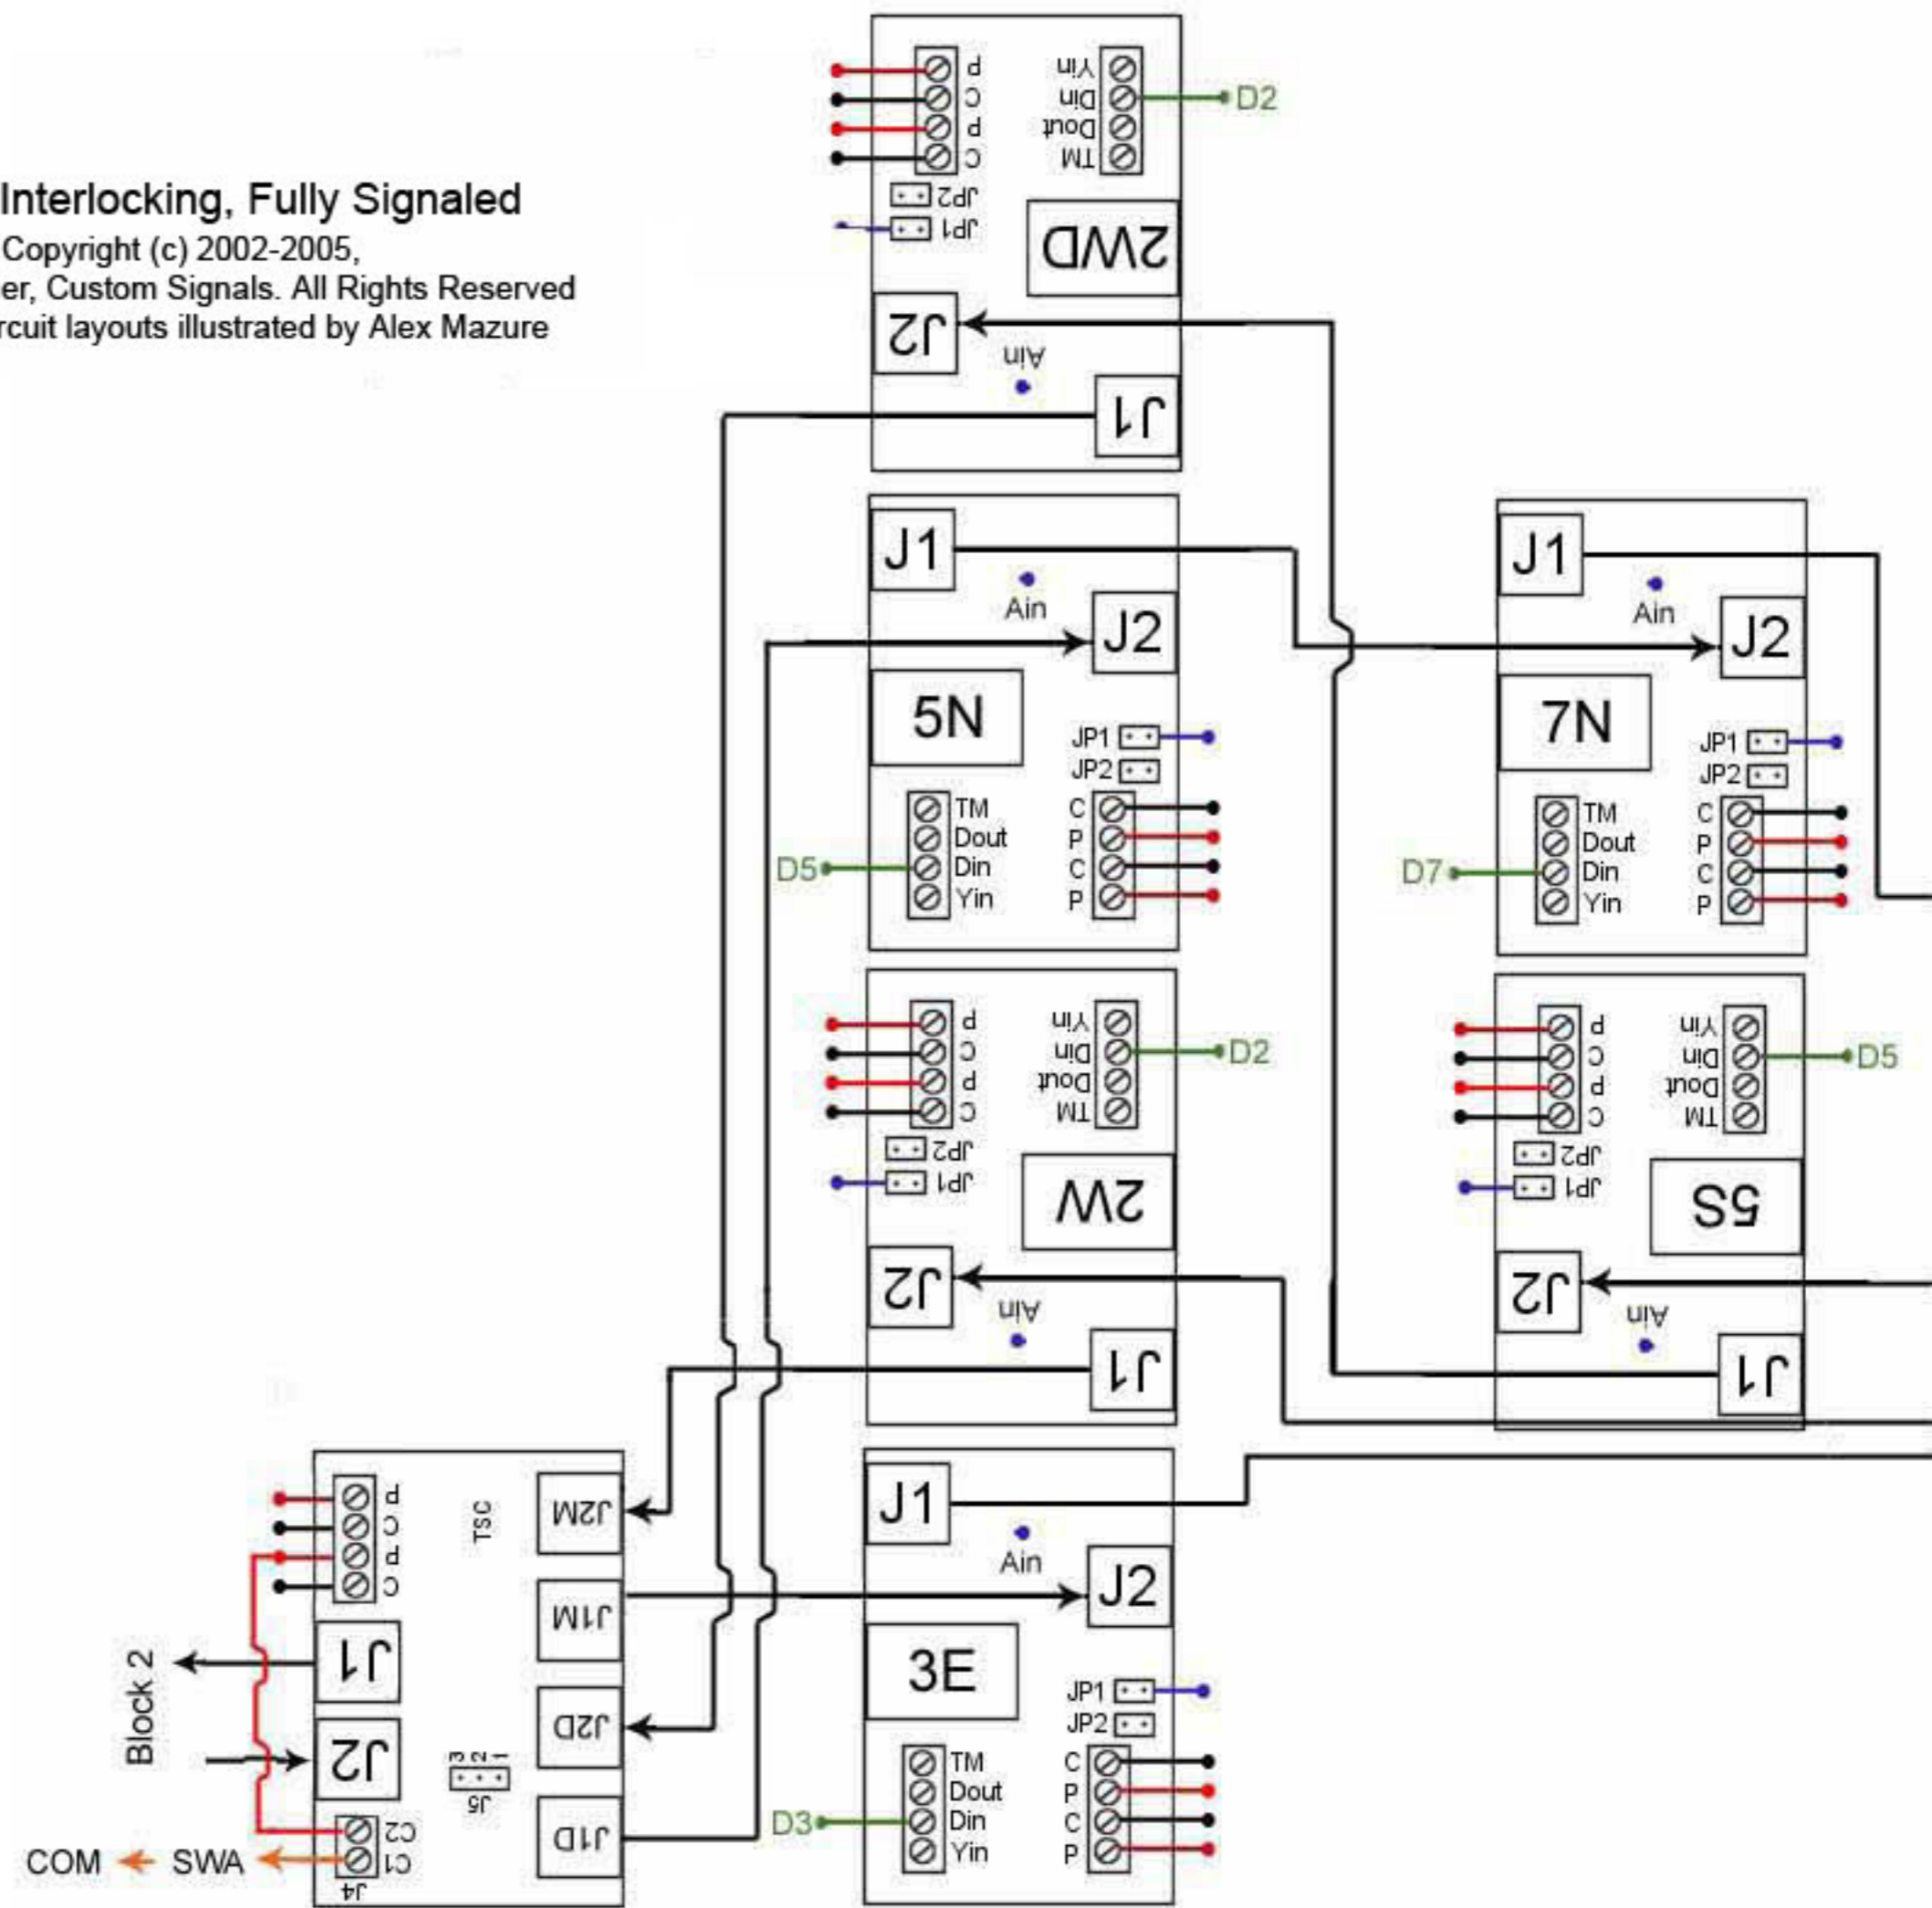 Interlocking, Fully Signaled
Copyright (c) 2002-2005,
er, Custom Signals. All Rights Reserved
rcuit layouts illustrated by Alex Mazure
P
C
P
C
JP2
JP1
Yin
Din
Dout
TM
D2
2WD
J2
Ain
J1
J1
Ain
J2
5N
JP1
JP2
TM
Dout
Din
Yin
C
P
C
P
D5
J1
Ain
J2
7N
JP1
JP2
TM
Dout
Din
Yin
C
P
C
P
D7
P
C
P
C
JP2
JP1
Yin
Din
Dout
TM
D2
2W
J2
Ain
J1
P
C
P
C
JP2
JP1
Yin
Din
Dout
TM
D5
5S
J2
Ain
J1
P
C
P
C
TSC
J2M
J1M
J2D
J1D
J1
J2
Block 2
3 2 1
J5
C2
C1
J4
COM
SWA
J1
Ain
J2
3E
JP1
JP2
TM
Dout
Din
Yin
C
P
C
P
D3